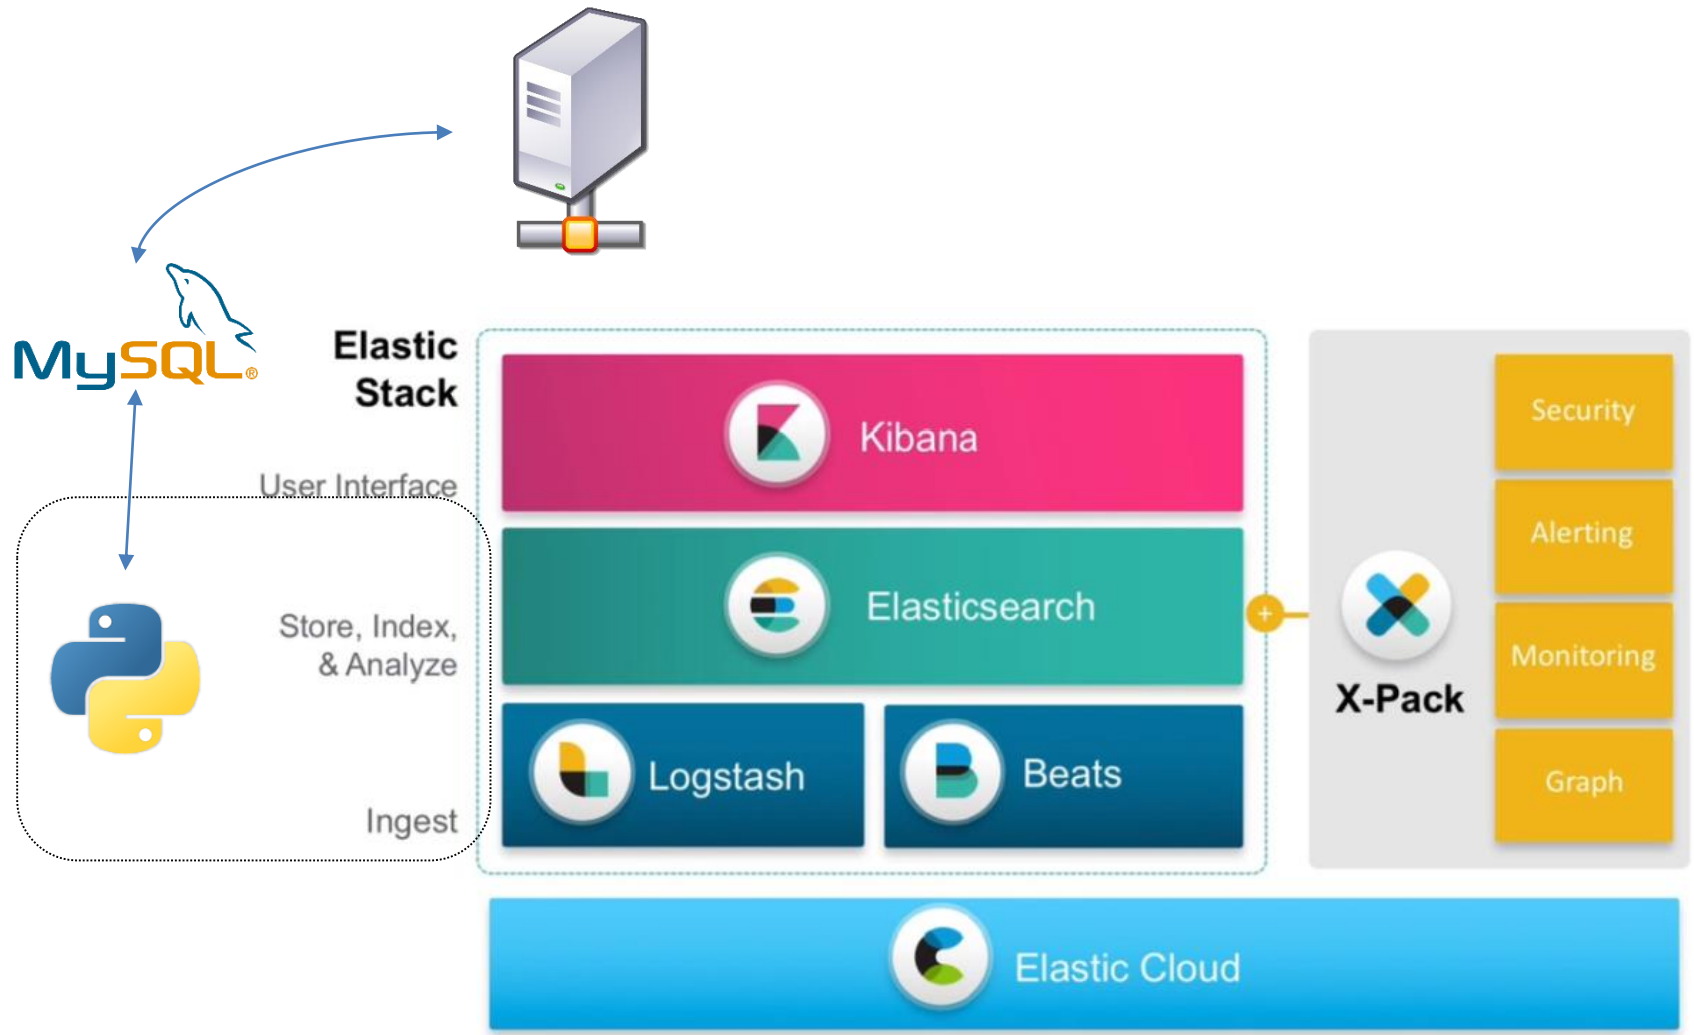 MySQL®
Elastic
Stack
User Interface
Store, Index,
& Analyze
Ingest
Kibana
Elasticsearch
Logstash
Beats
+
X-Pack
Security
Alerting
Monitoring
Graph
Elastic Cloud